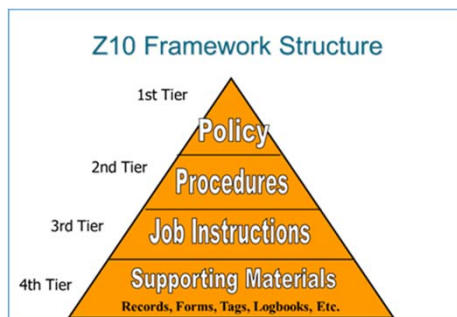 Z10 Framework Structure
1st Tier
Policy
2nd Tier
Procedures
3rd Tier
Job Instructions
4th Tier
Supporting Materials
Records, Forms, Tags, Logbooks, Etc.